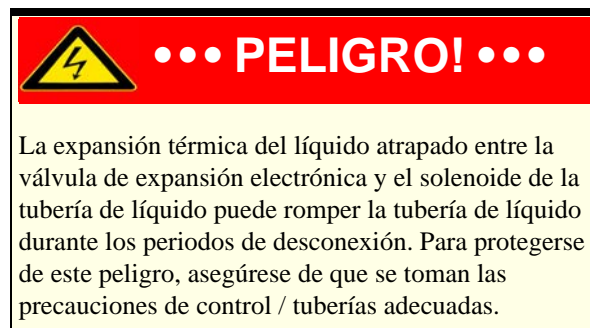 ••• PELIGRO! •••
La expansión térmica del líquido atrapado entre la
válvula de expansión electrónica y el solenoide de la
tubería de líquido puede romper la tubería de líquido
durante los periodos de desconexión. Para protegerse
de este peligro, asegúrese de que se toman las
precauciones de control / tuberías adecuadas.